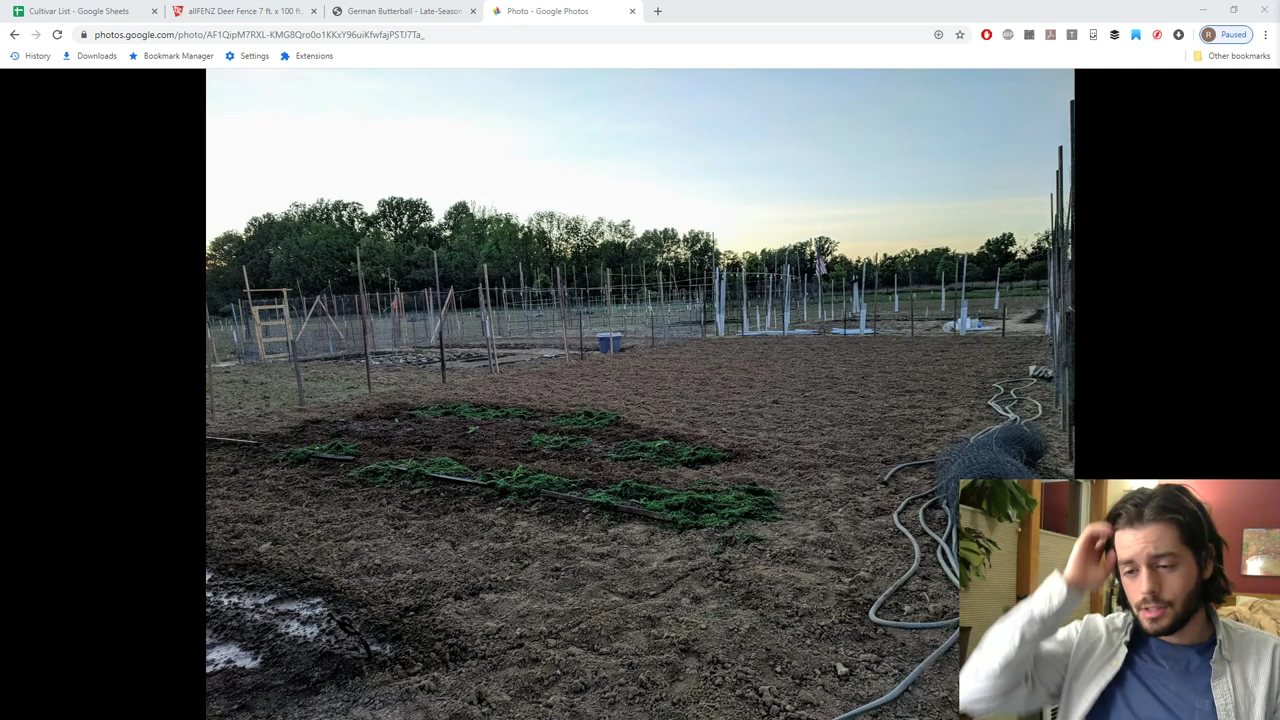 Cultivar List - Google Sheets
allFENZ Deer Fence 7 ft. x 100 ft.
German Butterball - Late-Season
Photo - Google Photos
photos.google.com/photo/AF1QipM7RXL-KMG8Qro0o1KKxY96uiKfwfajPSTJ7Ta_
R Paused
History
Downloads
Bookmark Manager
Settings
Extensions
Other bookmarks